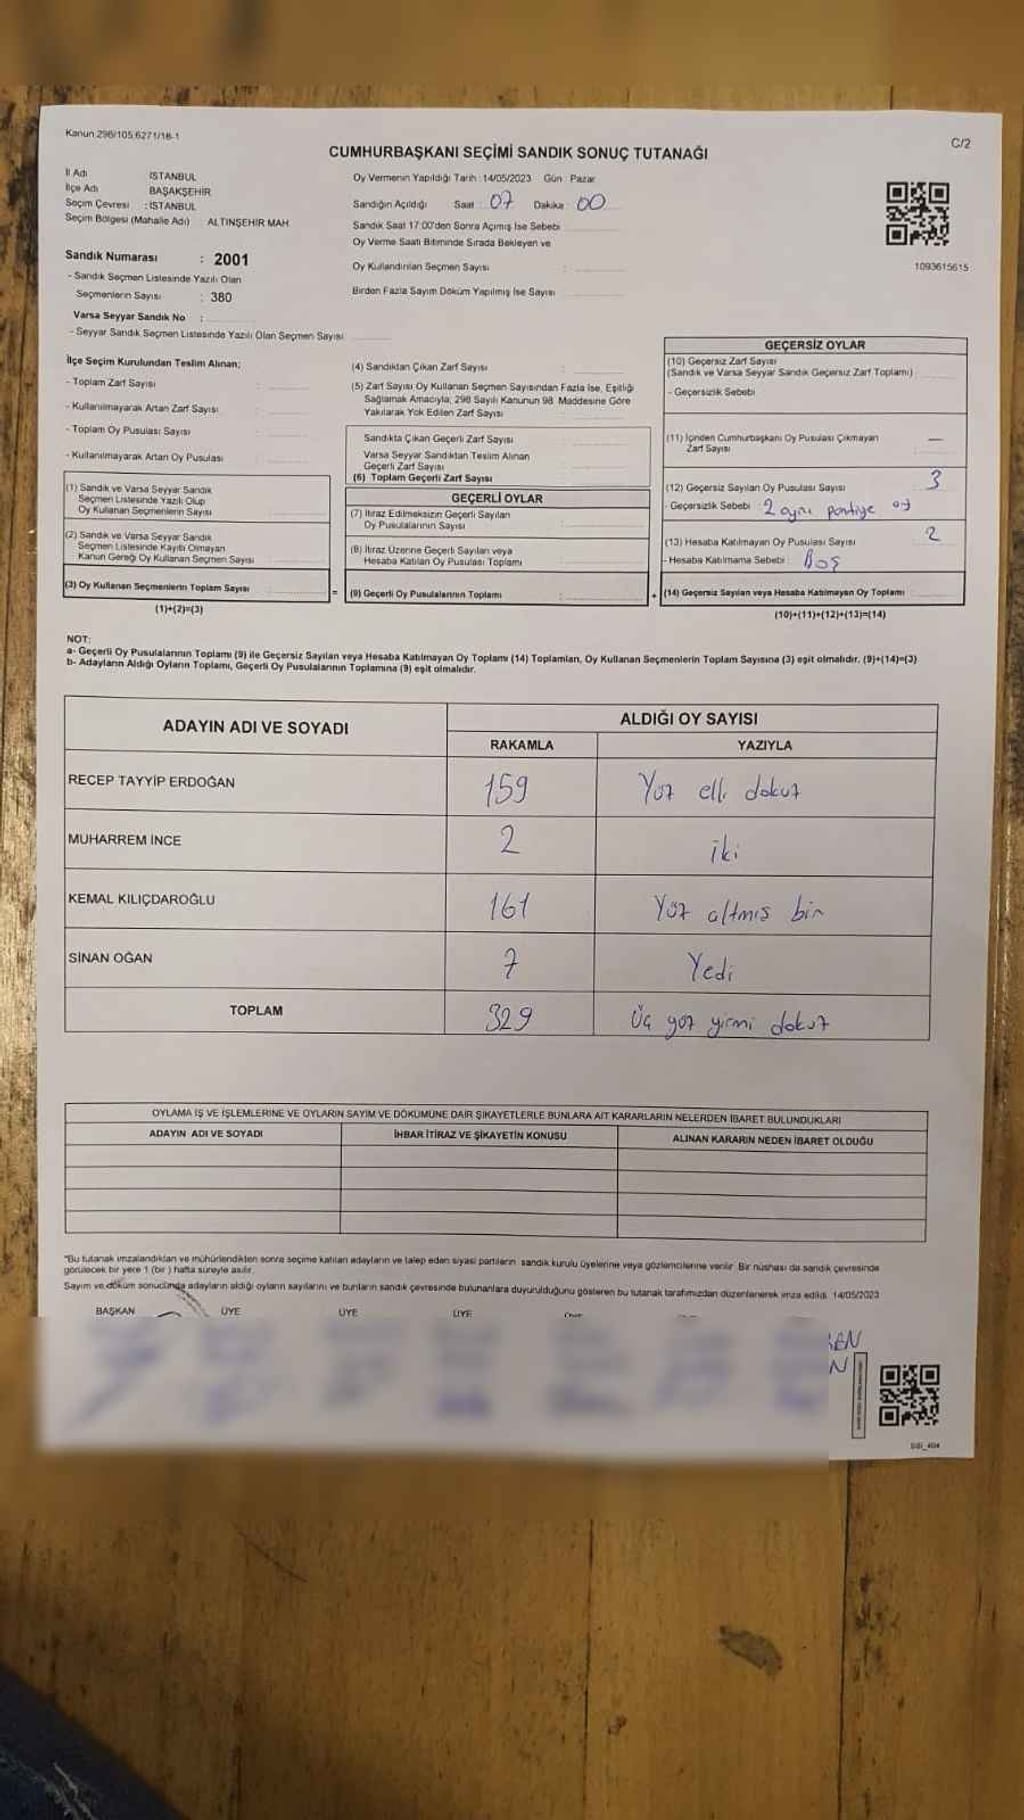 Kanun:298/105,6271/18-1
C/2
CUMHURBAŞKANI SEÇİMİ SANDIK SONUÇ TUTANAĞI
İl Adı İSTANBUL
İlçe Adı BAŞAKŞEHİR
Seçim Çevresi : İSTANBUL
Seçim Bölgesi (Mahalle Adı) : ALTINŞEHİR MAH.
Oy Vermenin Yapıldığı Tarih : 14/05/2023 Gün : Pazar
Sandığın Açıldığı Saat : 07 Dakika : 00
Sandık Saat 17:00'den Sonra Açımış İse Sebebi
Oy Verme Saati Bitiminde Sırada Bekleyen ve
Oy Kullandırılan Seçmen Sayısı :
Birden Fazla Sayım Döküm Yapılmış İse Sayısı
1093615615
Sandık Numarası : 2001
- Sandık Seçmen Listesinde Yazılı Olan
Seçmenlerin Sayısı : 380
Varsa Seyyar Sandık No :
- Seyyar Sandık Seçmen Listesinde Yazılı Olan Seçmen Sayısı
İlçe Seçim Kurulundan Teslim Alınan;
- Toplam Zarf Sayısı :
- Kullanılmayarak Artan Zarf Sayısı :
- Toplam Oy Pusulası Sayısı :
- Kullanılmayarak Artan Oy Pusulası :
(1) Sandık ve Varsa Seyyar Sandık
Seçmen Listesinde Yazılı Olup
Oy Kullanan Seçmenlerin Sayısı
(2) Sandık ve Varsa Seyyar Sandık
Seçmen Listesinde Kayıtlı Olmayan
Kanun Gereği Oy Kullanan Seçmen Sayısı
(3) Oy Kullanan Seçmenlerin Toplam Sayısı
(1)+(2)=(3)
(4) Sandıktan Çıkan Zarf Sayısı :
(5) Zarf Sayısı Oy Kullanan Seçmen Sayısından Fazla İse, Eşitliği
Sağlamak Amacıyla; 298 Sayılı Kanunun 98. Maddesine Göre
Yakılarak Yok Edilen Zarf Sayısı
Sandıkta Çıkan Geçerli Zarf Sayısı
Varsa Seyyar Sandıktan Teslim Alınan
Geçerli Zarf Sayısı
(6) Toplam Geçerli Zarf Sayısı
GEÇERLİ OYLAR
(7) İtiraz Edilmeksizin Geçerli Sayılan
Oy Pusulalarının Sayısı
(8) İtiraz Üzerine Geçerli Sayılan veya
Hesaba Katılan Oy Pusulası Toplamı
= (9) Geçerli Oy Pusulalarının Toplamı :
GEÇERSİZ OYLAR
(10) Geçersiz Zarf Sayısı
(Sandık ve Varsa Seyyar Sandık Geçersiz Zarf Toplamı)
- Geçersizlik Sebebi
(11) İçinden Cumhurbaşkanı Oy Pusulası Çıkmayan —
Zarf Sayısı
(12) Geçersiz Sayılan Oy Pusulası Sayısı 3
- Geçersizlik Sebebi : 2 aynı partiye oy
(13) Hesaba Katılmayan Oy Pusulası Sayısı 2
- Hesaba Katılmama Sebebi : Boş
+ (14) Geçersiz Sayılan veya Hesaba Katılmayan Oy Toplamı :
(10)+(11)+(12)+(13)=(14)
NOT:
a- Geçerli Oy Pusulalarının Toplamı (9) ile Geçersiz Sayılan veya Hesaba Katılmayan Oy Toplamı (14) Toplamları, Oy Kullanan Seçmenlerin Toplam Sayısına (3) eşit olmalıdır. (9)+(14)=(3)
b- Adayların Aldığı Oyların Toplamı, Geçerli Oy Pusulalarının Toplamına (9) eşit olmalıdır.
ADAYIN ADI VE SOYADI
ALDIĞI OY SAYISI
RAKAMLA YAZIYLA
RECEP TAYYİP ERDOĞAN 159 Yüz elli dokuz
MUHARREM İNCE 2 iki
KEMAL KILIÇDAROĞLU 161 Yüz altmış bir
SİNAN OĞAN 7 Yedi
TOPLAM 329 Üç yüz yirmi dokuz
OYLAMA İŞ VE İŞLEMLERİNE VE OYLARIN SAYIM VE DÖKÜMÜNE DAİR ŞİKAYETLERLE BUNLARA AİT KARARLARIN NELERDEN İBARET BULUNDUKLARI
ADAYIN ADI VE SOYADI İHBAR İTİRAZ VE ŞİKAYETİN KONUSU ALINAN KARARIN NEDEN İBARET OLDUĞU
"Bu tutanak imzalandıktan ve mühürlendikten sonra seçime katılan adayların ve talep eden siyasi partilerin sandık kurulu üyelerine veya gözlemcilerine verilir. Bir nüshası da sandık çevresinde
görülecek bir yere 1 (bir) hafta süreyle asılır.
Sayım ve döküm sonucunda adayların aldığı oyların sayılarını ve bunların sandık çevresinde bulunanlara duyurulduğunu gösteren bu tutanak tarafımızdan düzenlenerek imza edildi. 14/05/2023
BAŞKAN ÜYE ÜYE ÜYE